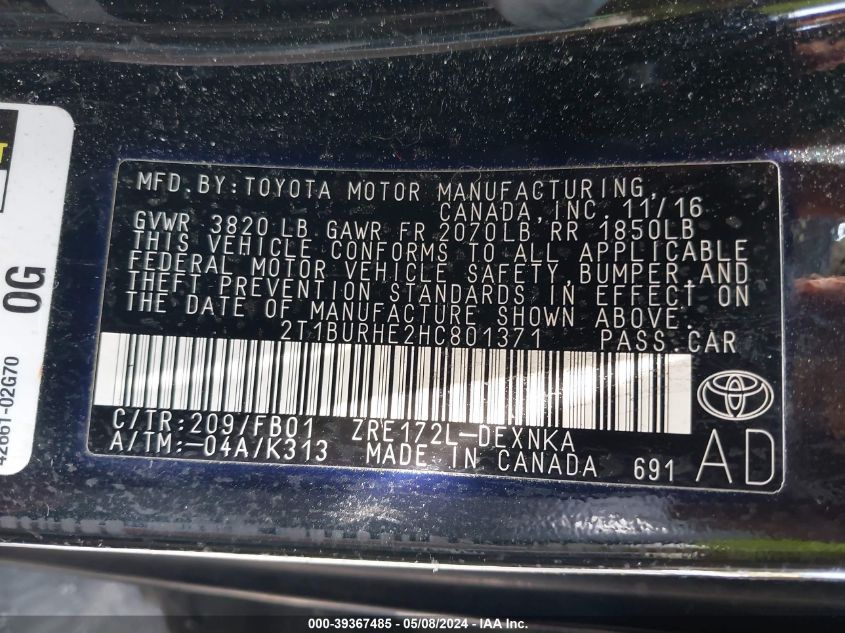 MFD.BY:TOYOTA MOTOR MANUFACTURING,
CANADA,INC. 11/16
GVWR 3820 LB GAWR FR 2070LB RR 1850LB
THIS VEHICLE CONFORMS TO ALL APPLICABLE
FEDERAL MOTOR VEHICLE SAFETY,BUMPER,AND
THEFT PREVENTION STANDARDS IN EFFECT ON
THE DATE OF MANUFACTURE SHOWN ABOVE.
2T1BURHE2HC801371 PASS.CAR
C/TR:209/FB01 ZRE172L-DEXNKA
A/TM:-04A/K313 MADE IN CANADA 691
AD
T
0G
42661-02G70
000-39367485 - 05/08/2024 - IAA, Inc.